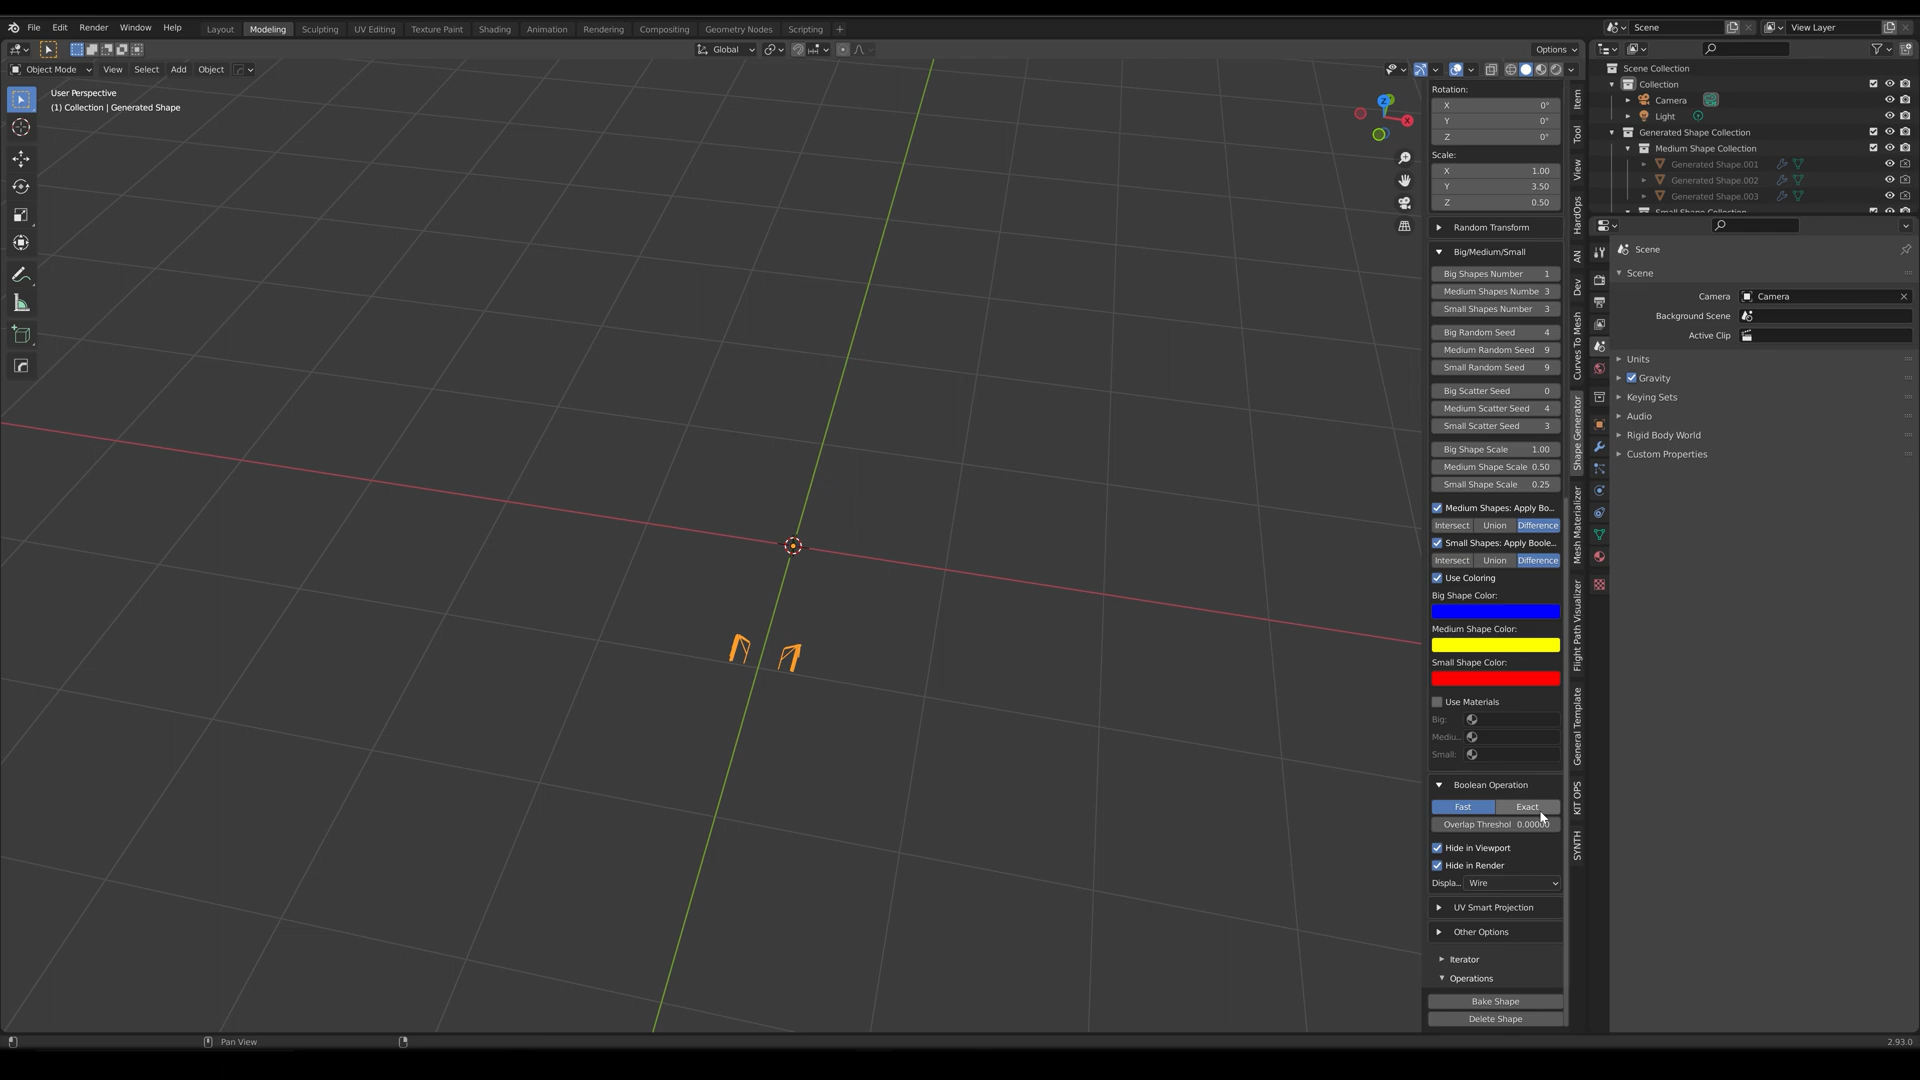 File Edit Render Window Help Layout Modeling Sculpting UV Editing Texture Paint Shading Animation Rendering Compositing Geometry Nodes Scripting + Scene View Layer
Global Options
Object Mode View Select Add Object
User Perspective
(1) Collection | Generated Shape
Z
X
Rotation:
X 0°
Y 0°
Z 0°
Scale:
X 1.00
Y 3.50
Z 0.50
Random Transform
Big/Medium/Small
Big Shapes Number 1
Medium Shapes Numbe 3
Small Shapes Number 3
Big Random Seed 4
Medium Random Seed 9
Small Random Seed 9
Big Scatter Seed 0
Medium Scatter Seed 4
Small Scatter Seed 3
Big Shape Scale 1.00
Medium Shape Scale 0.50
Small Shape Scale 0.25
Medium Shapes: Apply Bo...
Intersect Union Difference
Small Shapes: Apply Boole...
Intersect Union Difference
Use Coloring
Big Shape Color:
Medium Shape Color:
Small Shape Color:
Use Materials
Big:
Mediu...
Small:
Boolean Operation
Fast Exact
Overlap Threshol 0.00000
Hide in Viewport
Hide in Render
Displa... Wire
UV Smart Projection
Other Options
Iterator
Operations
Bake Shape
Delete Shape
Item
Tool
View
HardOps
AN
Dev
Curves To Mesh
Shape Generator
Mesh Materializer
Flight Path Visualizer
General Template
KIT OPS
SYNTH
Scene Collection
Collection
Camera
Light
Generated Shape Collection
Medium Shape Collection
Generated Shape.001
Generated Shape.002
Generated Shape.003
Small Shape Collection
Scene
Scene
Camera Camera
Background Scene
Active Clip
Units
Gravity
Keying Sets
Audio
Rigid Body World
Custom Properties
Pan View
2.93.0